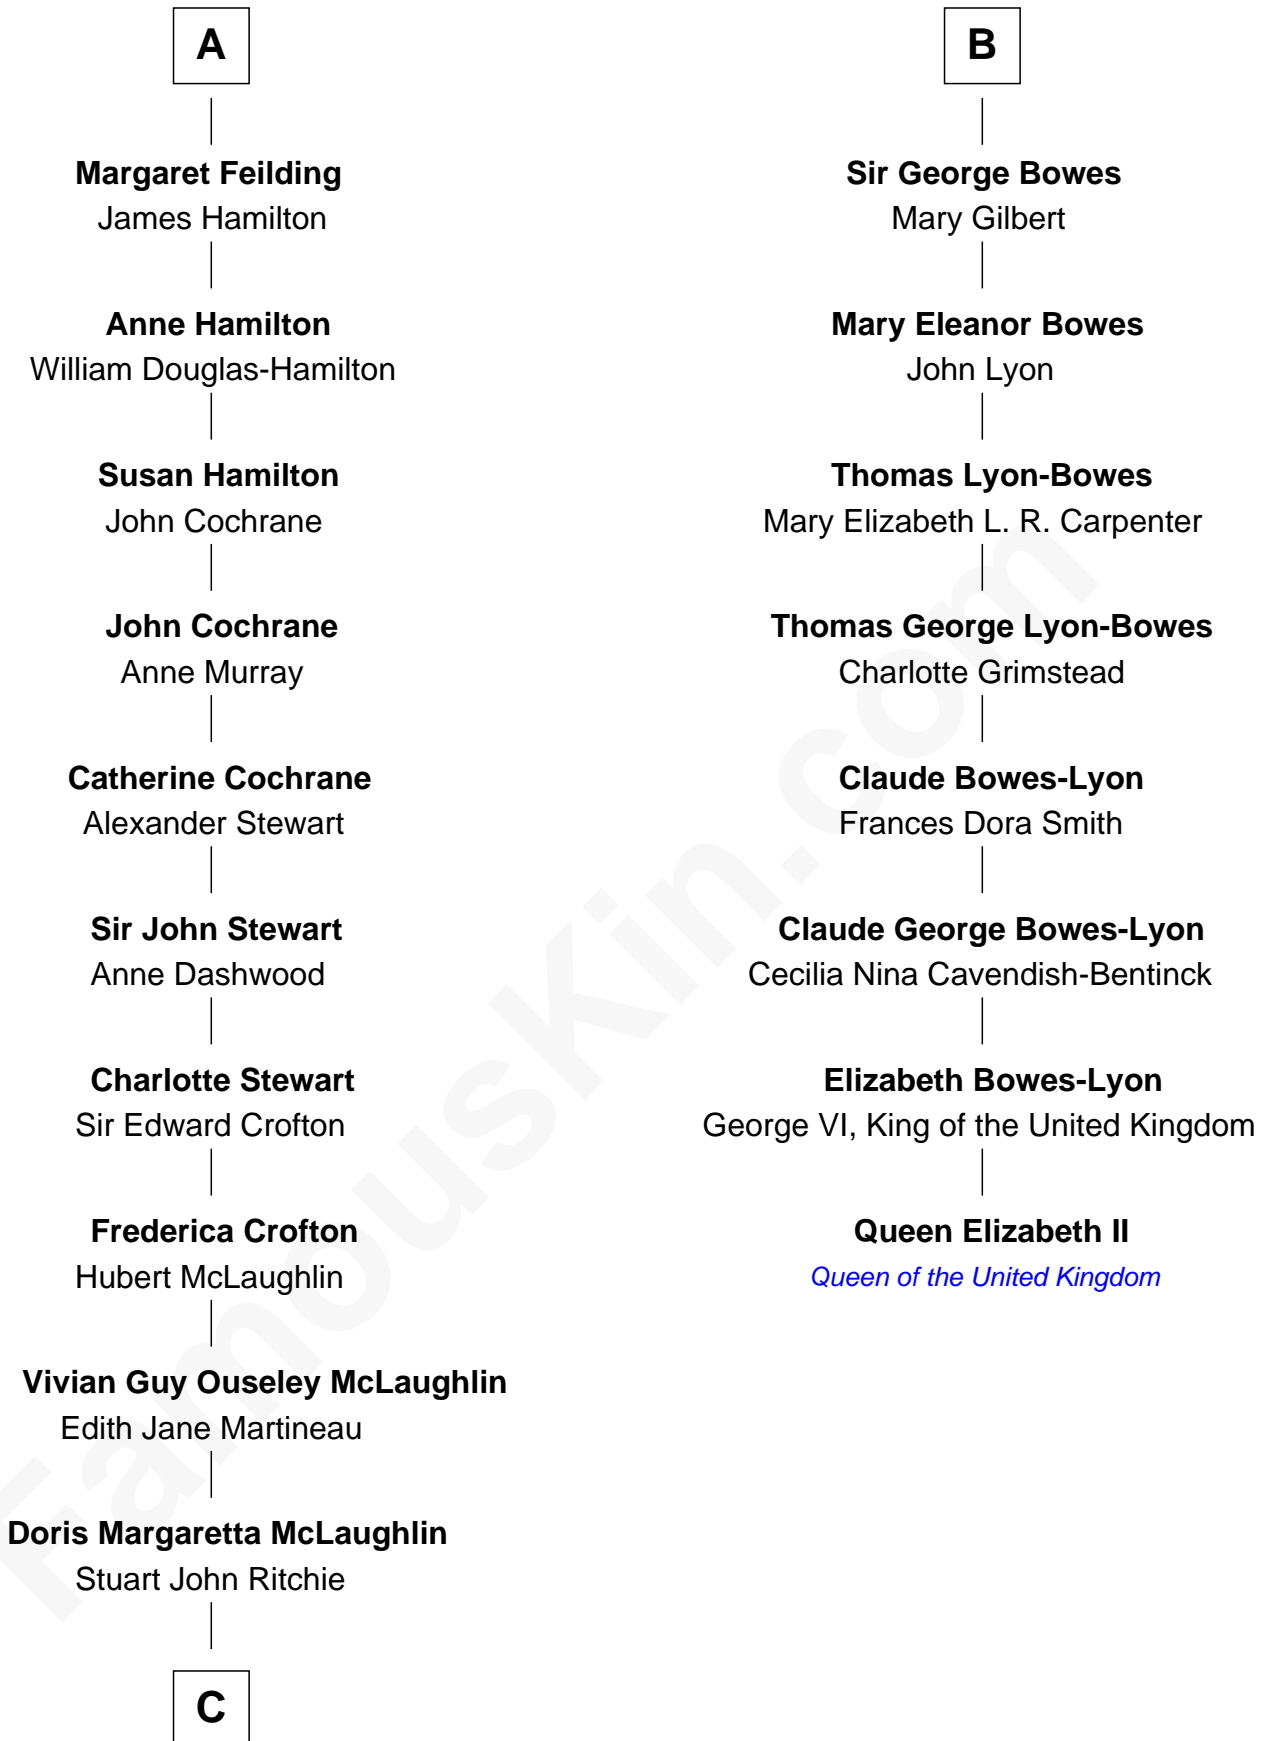 A
Margaret Feilding
James Hamilton
Anne Hamilton
William Douglas-Hamilton
Susan Hamilton
John Cochrane
John Cochrane
Anne Murray
Catherine Cochrane
Alexander Stewart
Sir John Stewart
Anne Dashwood
Charlotte Stewart
Sir Edward Crofton
Frederica Crofton
Hubert McLaughlin
Vivian Guy Ouseley McLaughlin
Edith Jane Martineau
Doris Margaretta McLaughlin
Stuart John Ritchie
C
B
Sir George Bowes
Mary Gilbert
Mary Eleanor Bowes
John Lyon
Thomas Lyon-Bowes
Mary Elizabeth L. R. Carpenter
Thomas George Lyon-Bowes
Charlotte Grimstead
Claude Bowes-Lyon
Frances Dora Smith
Claude George Bowes-Lyon
Cecilia Nina Cavendish-Bentinck
Elizabeth Bowes-Lyon
George VI, King of the United Kingdom
Queen Elizabeth II
Queen of the United Kingdom
FamousKin.com